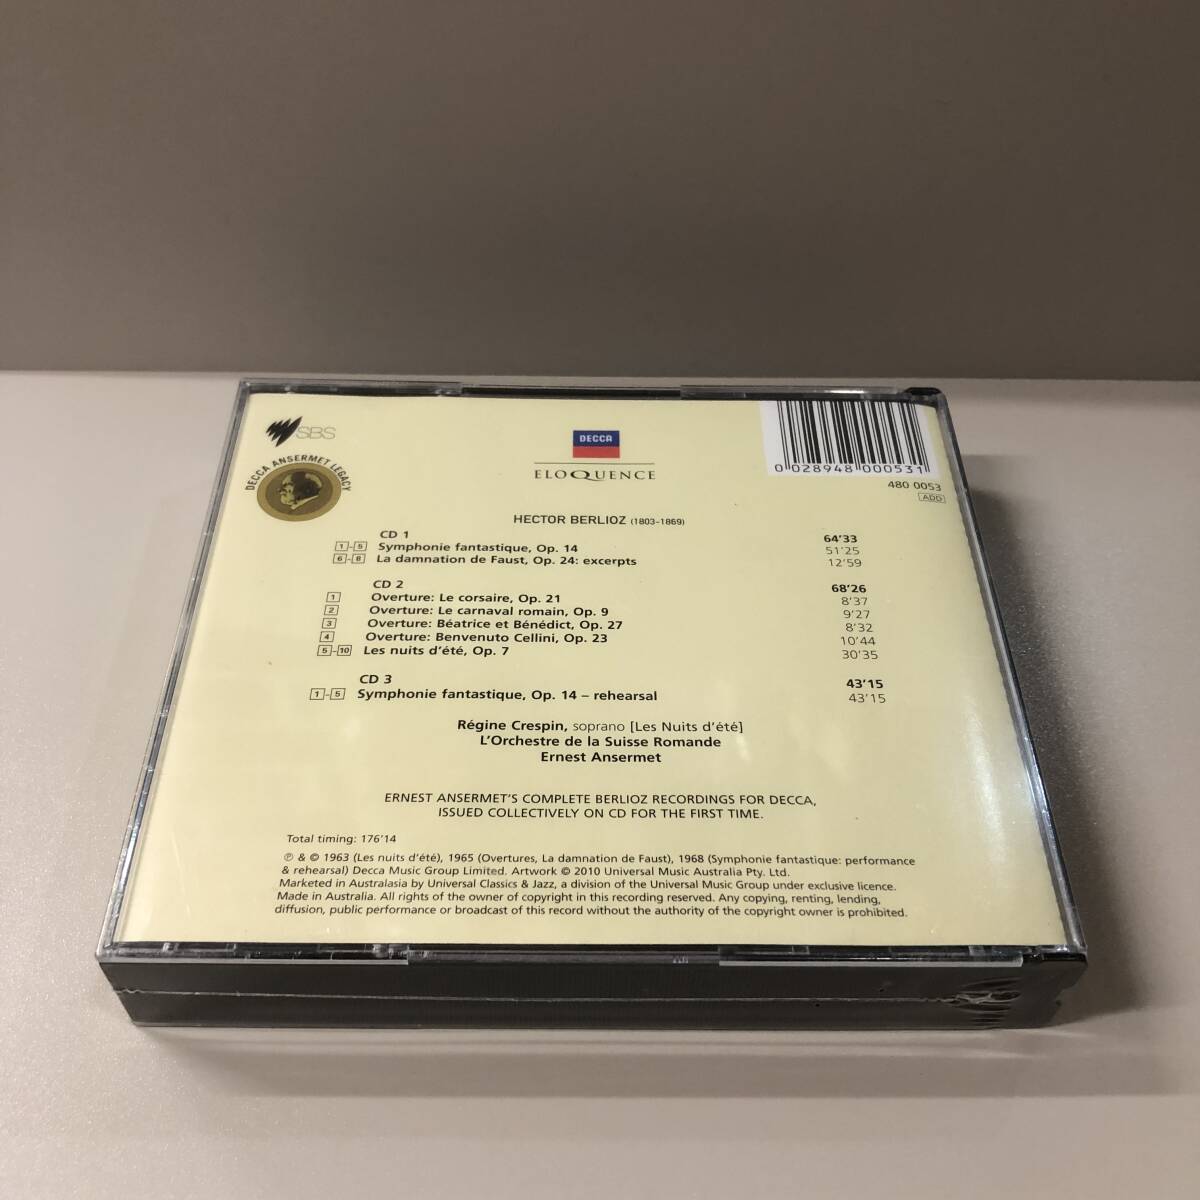 SBS
DECCA ANSERMET LEGACY
DECCA
ELOQUENCE
0 028948 000531
480 0053
ADD
HECTOR BERLIOZ (1803–1869)
CD 1 64'33
1-5 Symphonie fantastique, Op. 14 51'25
6-8 La damnation de Faust, Op. 24: excerpts 12'59
CD 2 68'26
1 Overture: Le corsaire, Op. 21 8'37
2 Overture: Le carnaval romain, Op. 9 9'27
3 Overture: Béatrice et Bénédict, Op. 27 8'32
4 Overture: Benvenuto Cellini, Op. 23 10'44
5-10 Les nuits d'été, Op. 7 30'35
CD 3 43'15
1-5 Symphonie fantastique, Op. 14 – rehearsal 43'15
Régine Crespin, soprano [Les Nuits d'été]
L'Orchestre de la Suisse Romande
Ernest Ansermet
ERNEST ANSERMET'S COMPLETE BERLIOZ RECORDINGS FOR DECCA,
ISSUED COLLECTIVELY ON CD FOR THE FIRST TIME.
Total timing: 176'14
℗ & © 1963 (Les nuits d'été), 1965 (Overtures, La damnation de Faust), 1968 (Symphonie fantastique: performance
& rehearsal) Decca Music Group Limited. Artwork © 2010 Universal Music Australia Pty. Ltd.
Marketed in Australasia by Universal Classics & Jazz, a division of the Universal Music Group under exclusive licence.
Made in Australia. All rights of the owner of copyright in this recording reserved. Any copying, renting, lending,
diffusion, public performance or broadcast of this record without the authority of the copyright owner is prohibited.